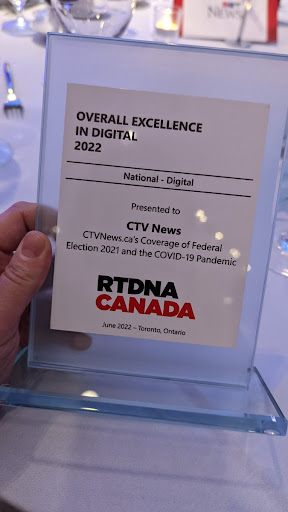 NEWS
OVERALL EXCELLENCE
IN DIGITAL
2022
National - Digital
Presented to
CTV News
CTVNews.ca's Coverage of Federal
Election 2021 and the COVID-19 Pandemic
RTDNA
CANADA
June 2022 – Toronto, Ontario